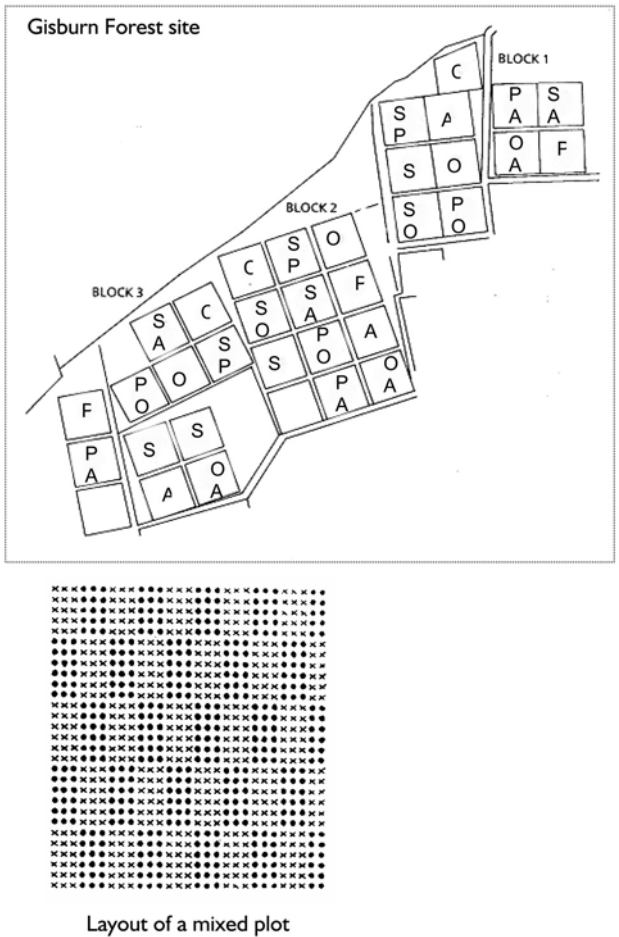 Gisburn Forest site
BLOCK 1
C
P A
S A
S P
A
O A
F
S
O
S O
P O
BLOCK 2
C
S P
O
S O
S A
F
S
P O
A
P A
O A
BLOCK 3
S A
C
P O
O
S P
F
S
S
P A
A
O A
Layout of a mixed plot